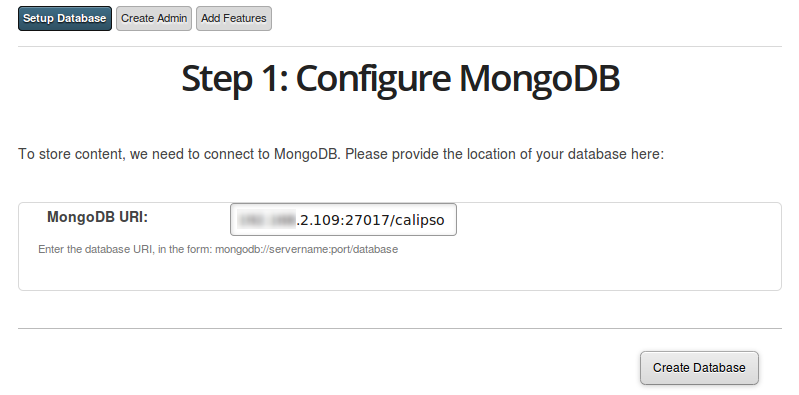 Setup Database Create Admin Add Features
Step 1: Configure MongoDB
To store content, we need to connect to MongoDB. Please provide the location of your database here:
MongoDB URI: .2.109:27017/calipso
Enter the database URI, in the form: mongodb://servername:port/database
Create Database